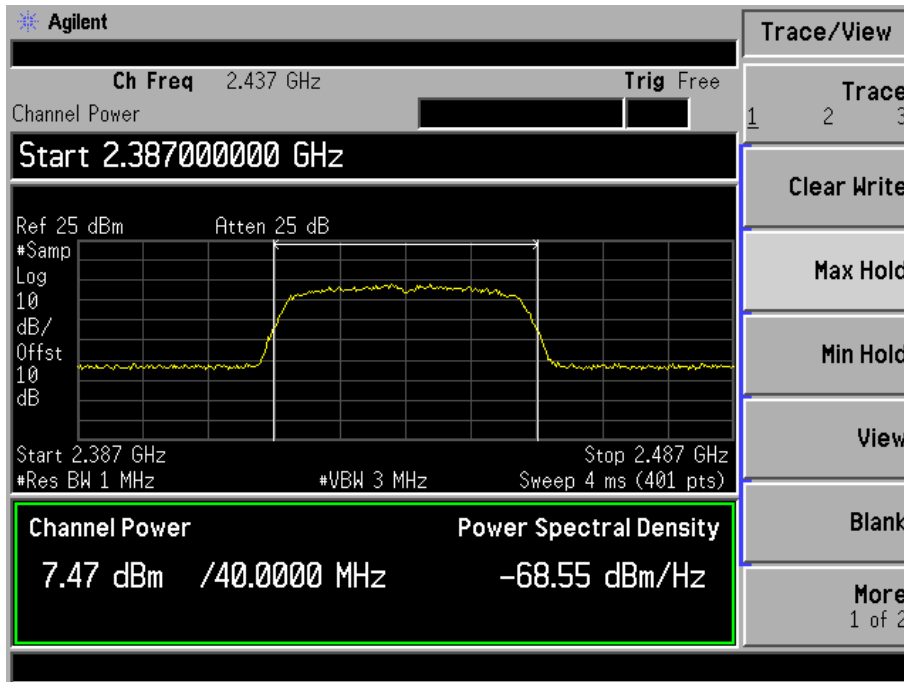 Agilent
Trace/View
Ch Freq 2.437 GHz
Trig Free
Channel Power
Start 2.387000000 GHz
Ref 25 dBm
Atten 25 dB
#Samp
Log
10
dB/
Offst
10
dB
Start 2.387 GHz
Stop 2.487 GHz
#Res BW 1 MHz
#VBW 3 MHz
Sweep 4 ms (401 pts)
Channel Power
Power Spectral Density
7.47 dBm /40.0000 MHz
-68.55 dBm/Hz
Trace
1 2 3
Clear Write
Max Hold
Min Hold
View
Blank
More
1 of 2